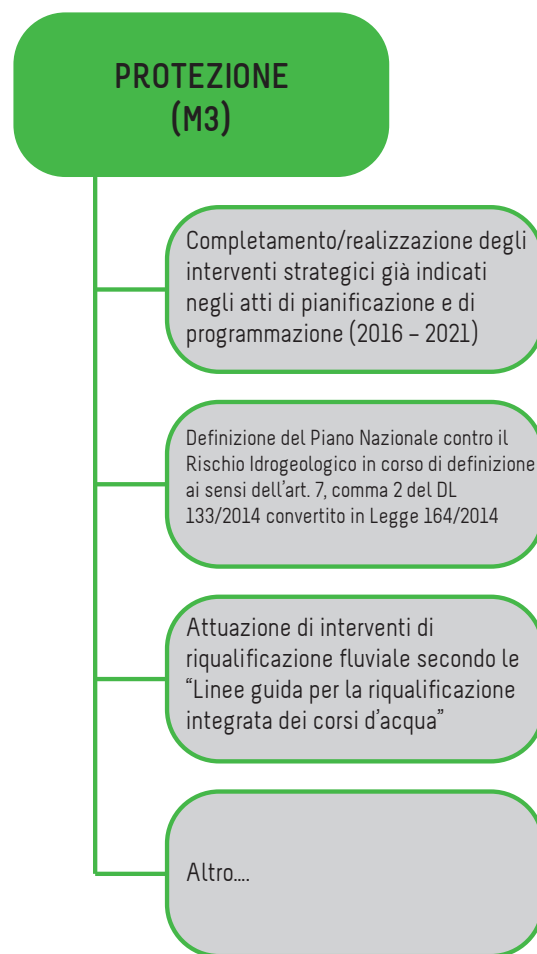 PROTEZIONE
(M3)
Completamento/realizzazione degli
interventi strategici già indicati
negli atti di pianificazione e di
programmazione (2016 – 2021)
Definizione del Piano Nazionale contro il
Rischio Idrogeologico in corso di definizione
ai sensi dell'art. 7, comma 2 del DL
133/2014 convertito in Legge 164/2014
Attuazione di interventi di
riqualificazione fluviale secondo le
“Linee guida per la riqualificazione
integrata dei corsi d'acqua”
Altro....